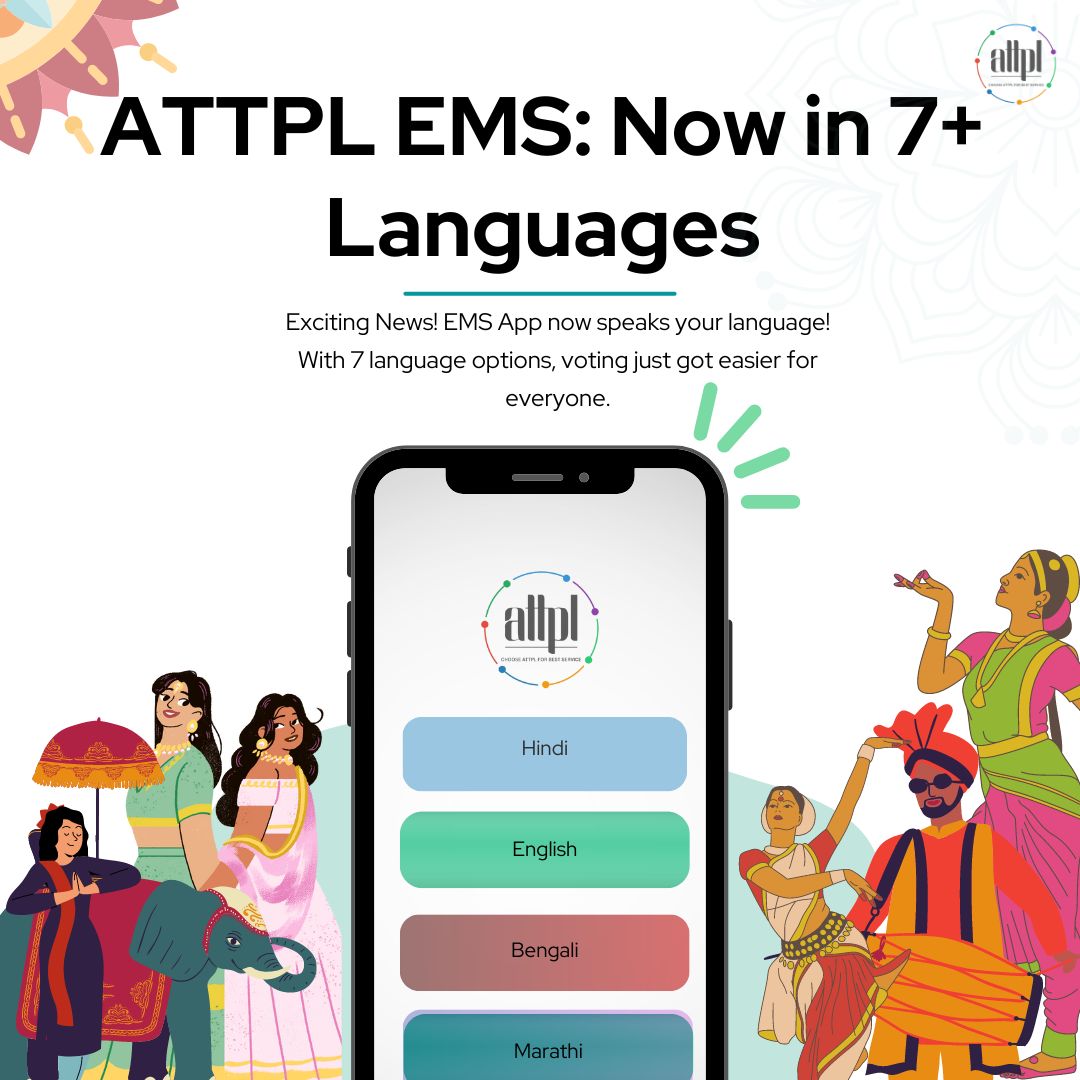 attpl
CHOOSE ATTPL FOR BEST SERVICE
ATTPL EMS: Now in 7+
Languages
Exciting News! EMS App now speaks your language!
With 7 language options, voting just got easier for
everyone.
attpl
CHOOSE ATTPL FOR BEST SERVICE
Hindi
English
Bengali
Marathi